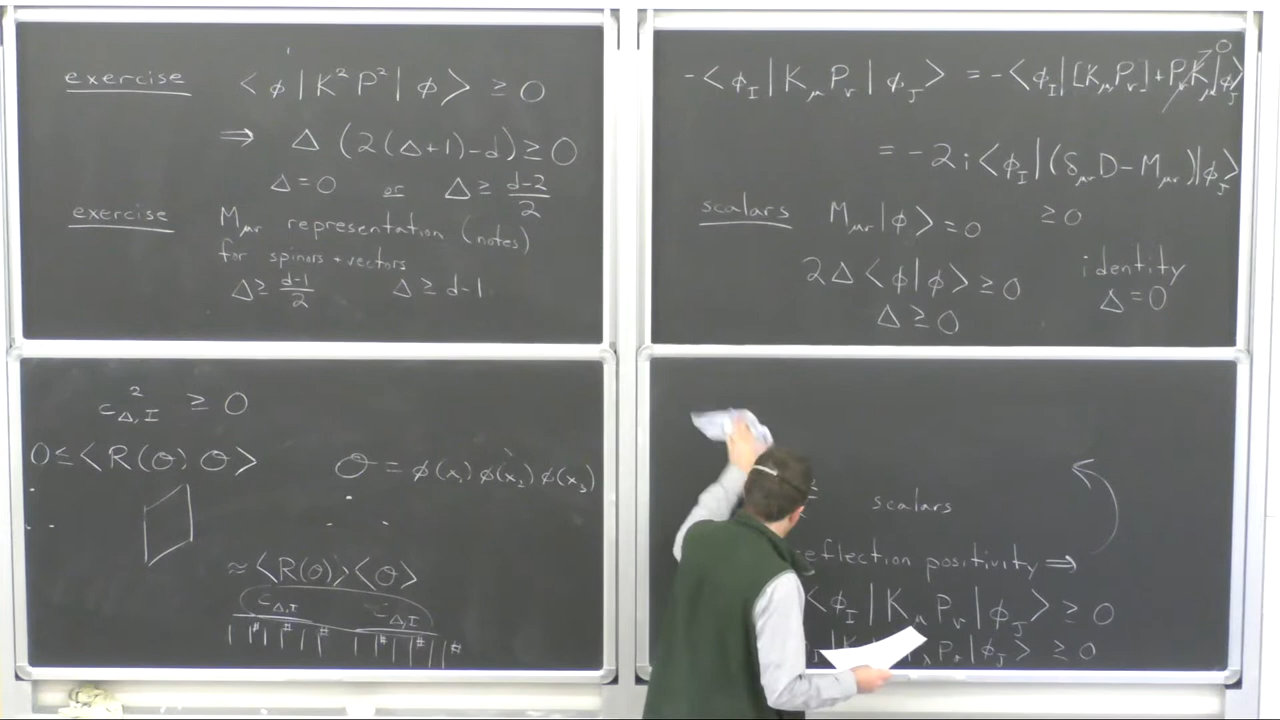 exercise ⟨ϕ|K²P²|ϕ⟩ ≥ 0
⇒ Δ(2(Δ+1)-d) ≥ 0
Δ=0 or Δ ≥ (d-2)/2
exercise M_μν representation (notes)
for spinors + vectors
Δ ≥ (d-1)/2 Δ ≥ d-1
-⟨ϕ_I|K_μ P_ν|ϕ_J⟩ = -⟨ϕ_I|[K_μ,P_ν]+P_ν K_μ|ϕ_J⟩ 0
= -2i⟨ϕ_I|(δ_μν D - M_μν)|ϕ_J⟩
scalars M_μν|ϕ⟩ = 0 ≥ 0
2Δ⟨ϕ|ϕ⟩ ≥ 0 identity
Δ ≥ 0 Δ=0
c²_Δ,I ≥ 0
0 ≤ ⟨R(O) O⟩ O = ϕ(x₁) ϕ(x₂) ϕ(x₃)
≈ ⟨R(O)⟩⟨O⟩
c_Δ,I c_Δ,I
scalars
reflection positivity ⇒
⟨ϕ_I|K_μ P_ν|ϕ_J⟩ ≥ 0
|ϕ_J⟩ ≥ 0